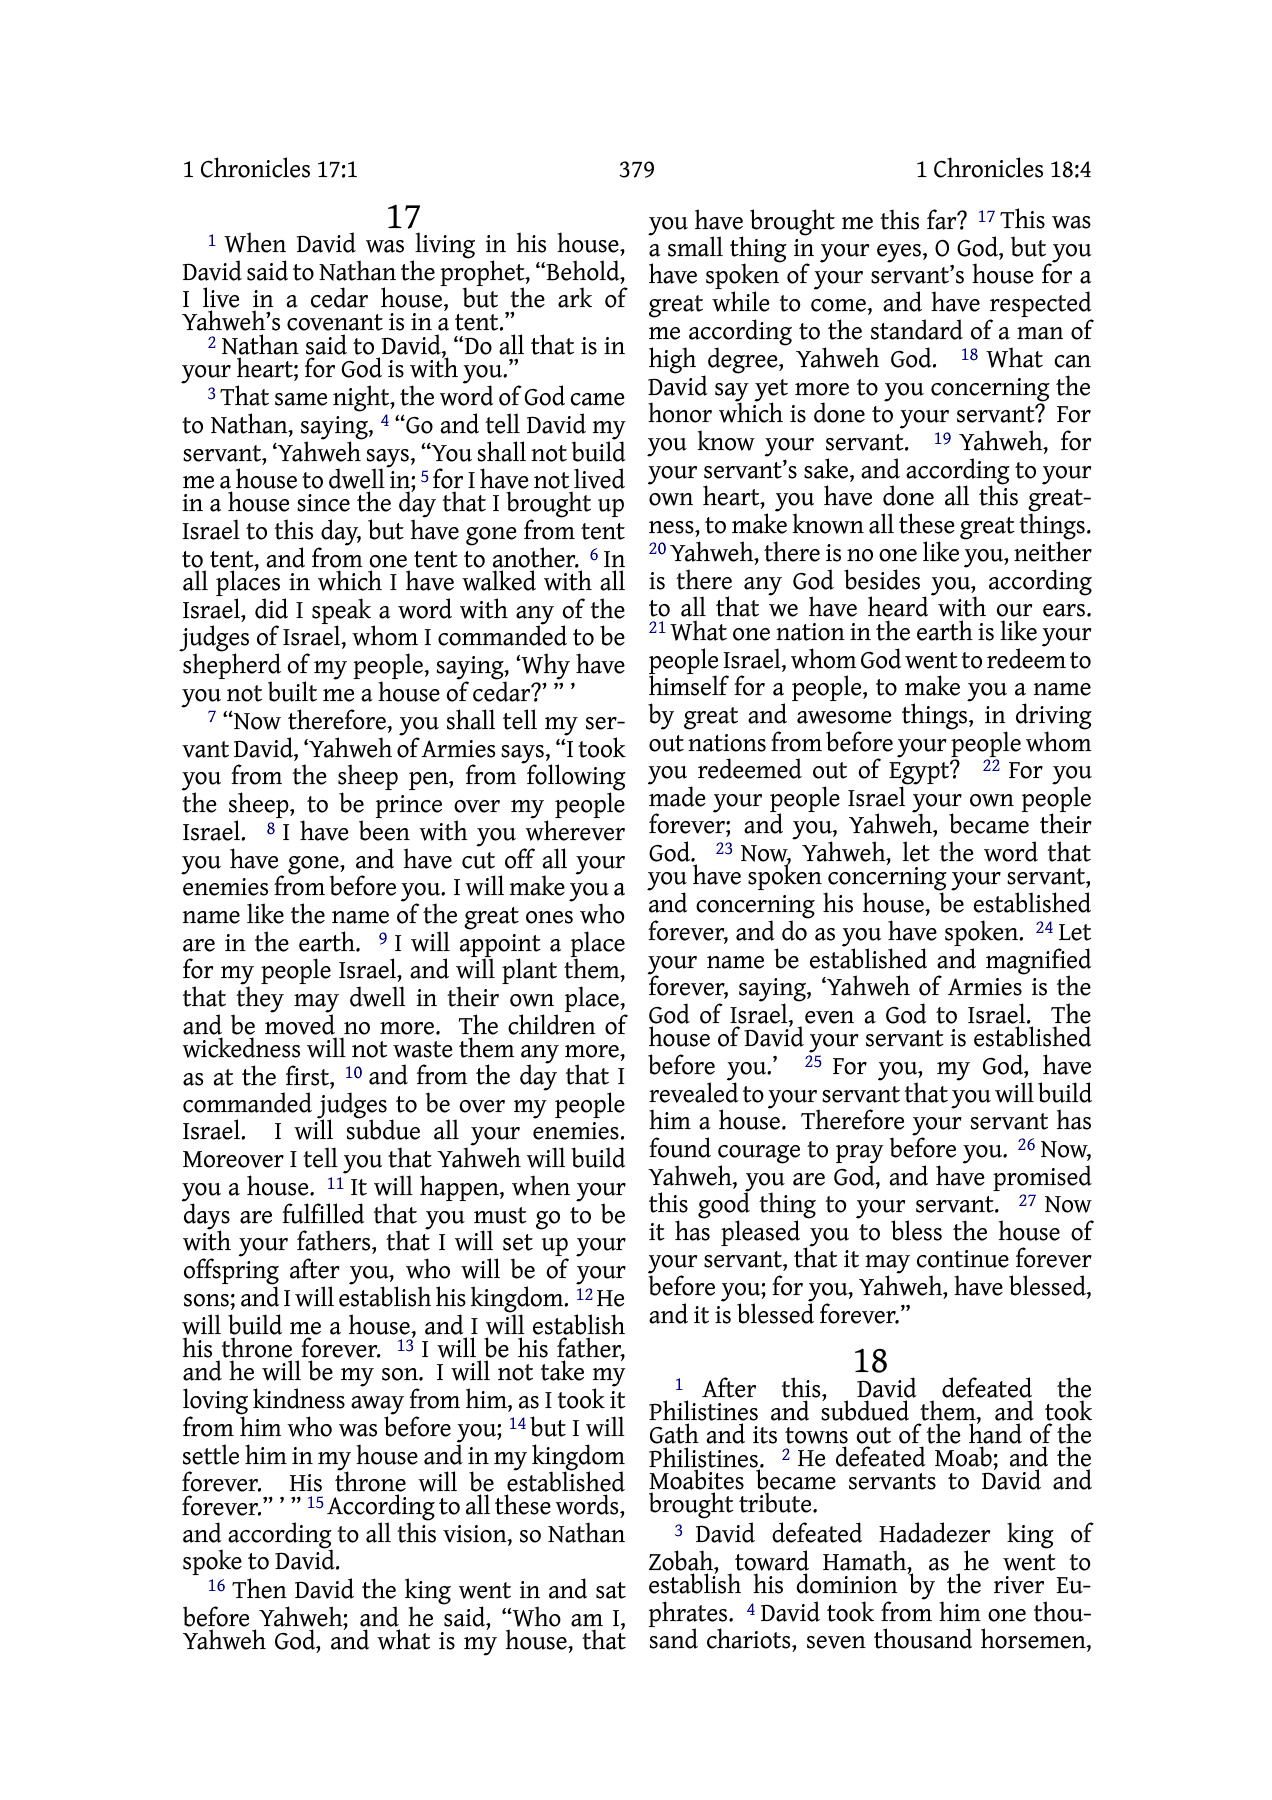 1 Chronicles 17:1 379 1 Chronicles 18:4
17
1 When David was living in his house,
David said to Nathan the prophet, “Behold,
I live in a cedar house, but the ark of
Yahweh’s covenant is in a tent.”
2 Nathan said to David, “Do all that is in
your heart; for God is with you.”
3 That same night, the word of God came
to Nathan, saying, 4 “Go and tell David my
servant, ‘Yahweh says, “You shall not build
me a house to dwell in; 5 for I have not lived
in a house since the day that I brought up
Israel to this day, but have gone from tent
to tent, and from one tent to another. 6 In
all places in which I have walked with all
Israel, did I speak a word with any of the
judges of Israel, whom I commanded to be
shepherd of my people, saying, ‘Why have
you not built me a house of cedar?’ ” ’
7 “Now therefore, you shall tell my ser-
vant David, ‘Yahweh of Armies says, “I took
you from the sheep pen, from following
the sheep, to be prince over my people
Israel. 8 I have been with you wherever
you have gone, and have cut off all your
enemies from before you. I will make you a
name like the name of the great ones who
are in the earth. 9 I will appoint a place
for my people Israel, and will plant them,
that they may dwell in their own place,
and be moved no more. The children of
wickedness will not waste them any more,
as at the first, 10 and from the day that I
commanded judges to be over my people
Israel. I will subdue all your enemies.
Moreover I tell you that Yahweh will build
you a house. 11 It will happen, when your
days are fulfilled that you must go to be
with your fathers, that I will set up your
offspring after you, who will be of your
sons; and I will establish his kingdom. 12 He
will build me a house, and I will establish
his throne forever. 13 I will be his father,
and he will be my son. I will not take my
loving kindness away from him, as I took it
from him who was before you; 14 but I will
settle him in my house and in my kingdom
forever. His throne will be established
forever.” ’ ” 15 According to all these words,
and according to all this vision, so Nathan
spoke to David.
16 Then David the king went in and sat
before Yahweh; and he said, “Who am I,
Yahweh God, and what is my house, that
you have brought me this far? 17 This was
a small thing in your eyes, O God, but you
have spoken of your servant’s house for a
great while to come, and have respected
me according to the standard of a man of
high degree, Yahweh God. 18 What can
David say yet more to you concerning the
honor which is done to your servant? For
you know your servant. 19 Yahweh, for
your servant’s sake, and according to your
own heart, you have done all this great-
ness, to make known all these great things.
20 Yahweh, there is no one like you, neither
is there any God besides you, according
to all that we have heard with our ears.
21 What one nation in the earth is like your
people Israel, whom God went to redeem to
himself for a people, to make you a name
by great and awesome things, in driving
out nations from before your people whom
you redeemed out of Egypt? 22 For you
made your people Israel your own people
forever; and you, Yahweh, became their
God. 23 Now, Yahweh, let the word that
you have spoken concerning your servant,
and concerning his house, be established
forever, and do as you have spoken. 24 Let
your name be established and magnified
forever, saying, ‘Yahweh of Armies is the
God of Israel, even a God to Israel. The
house of David your servant is established
before you.’ 25 For you, my God, have
revealed to your servant that you will build
him a house. Therefore your servant has
found courage to pray before you. 26 Now,
Yahweh, you are God, and have promised
this good thing to your servant. 27 Now
it has pleased you to bless the house of
your servant, that it may continue forever
before you; for you, Yahweh, have blessed,
and it is blessed forever.”
18
1 After this, David defeated the
Philistines and subdued them, and took
Gath and its towns out of the hand of the
Philistines. 2 He defeated Moab; and the
Moabites became servants to David and
brought tribute.
3 David defeated Hadadezer king of
Zobah, toward Hamath, as he went to
establish his dominion by the river Eu-
phrates. 4 David took from him one thou-
sand chariots, seven thousand horsemen,